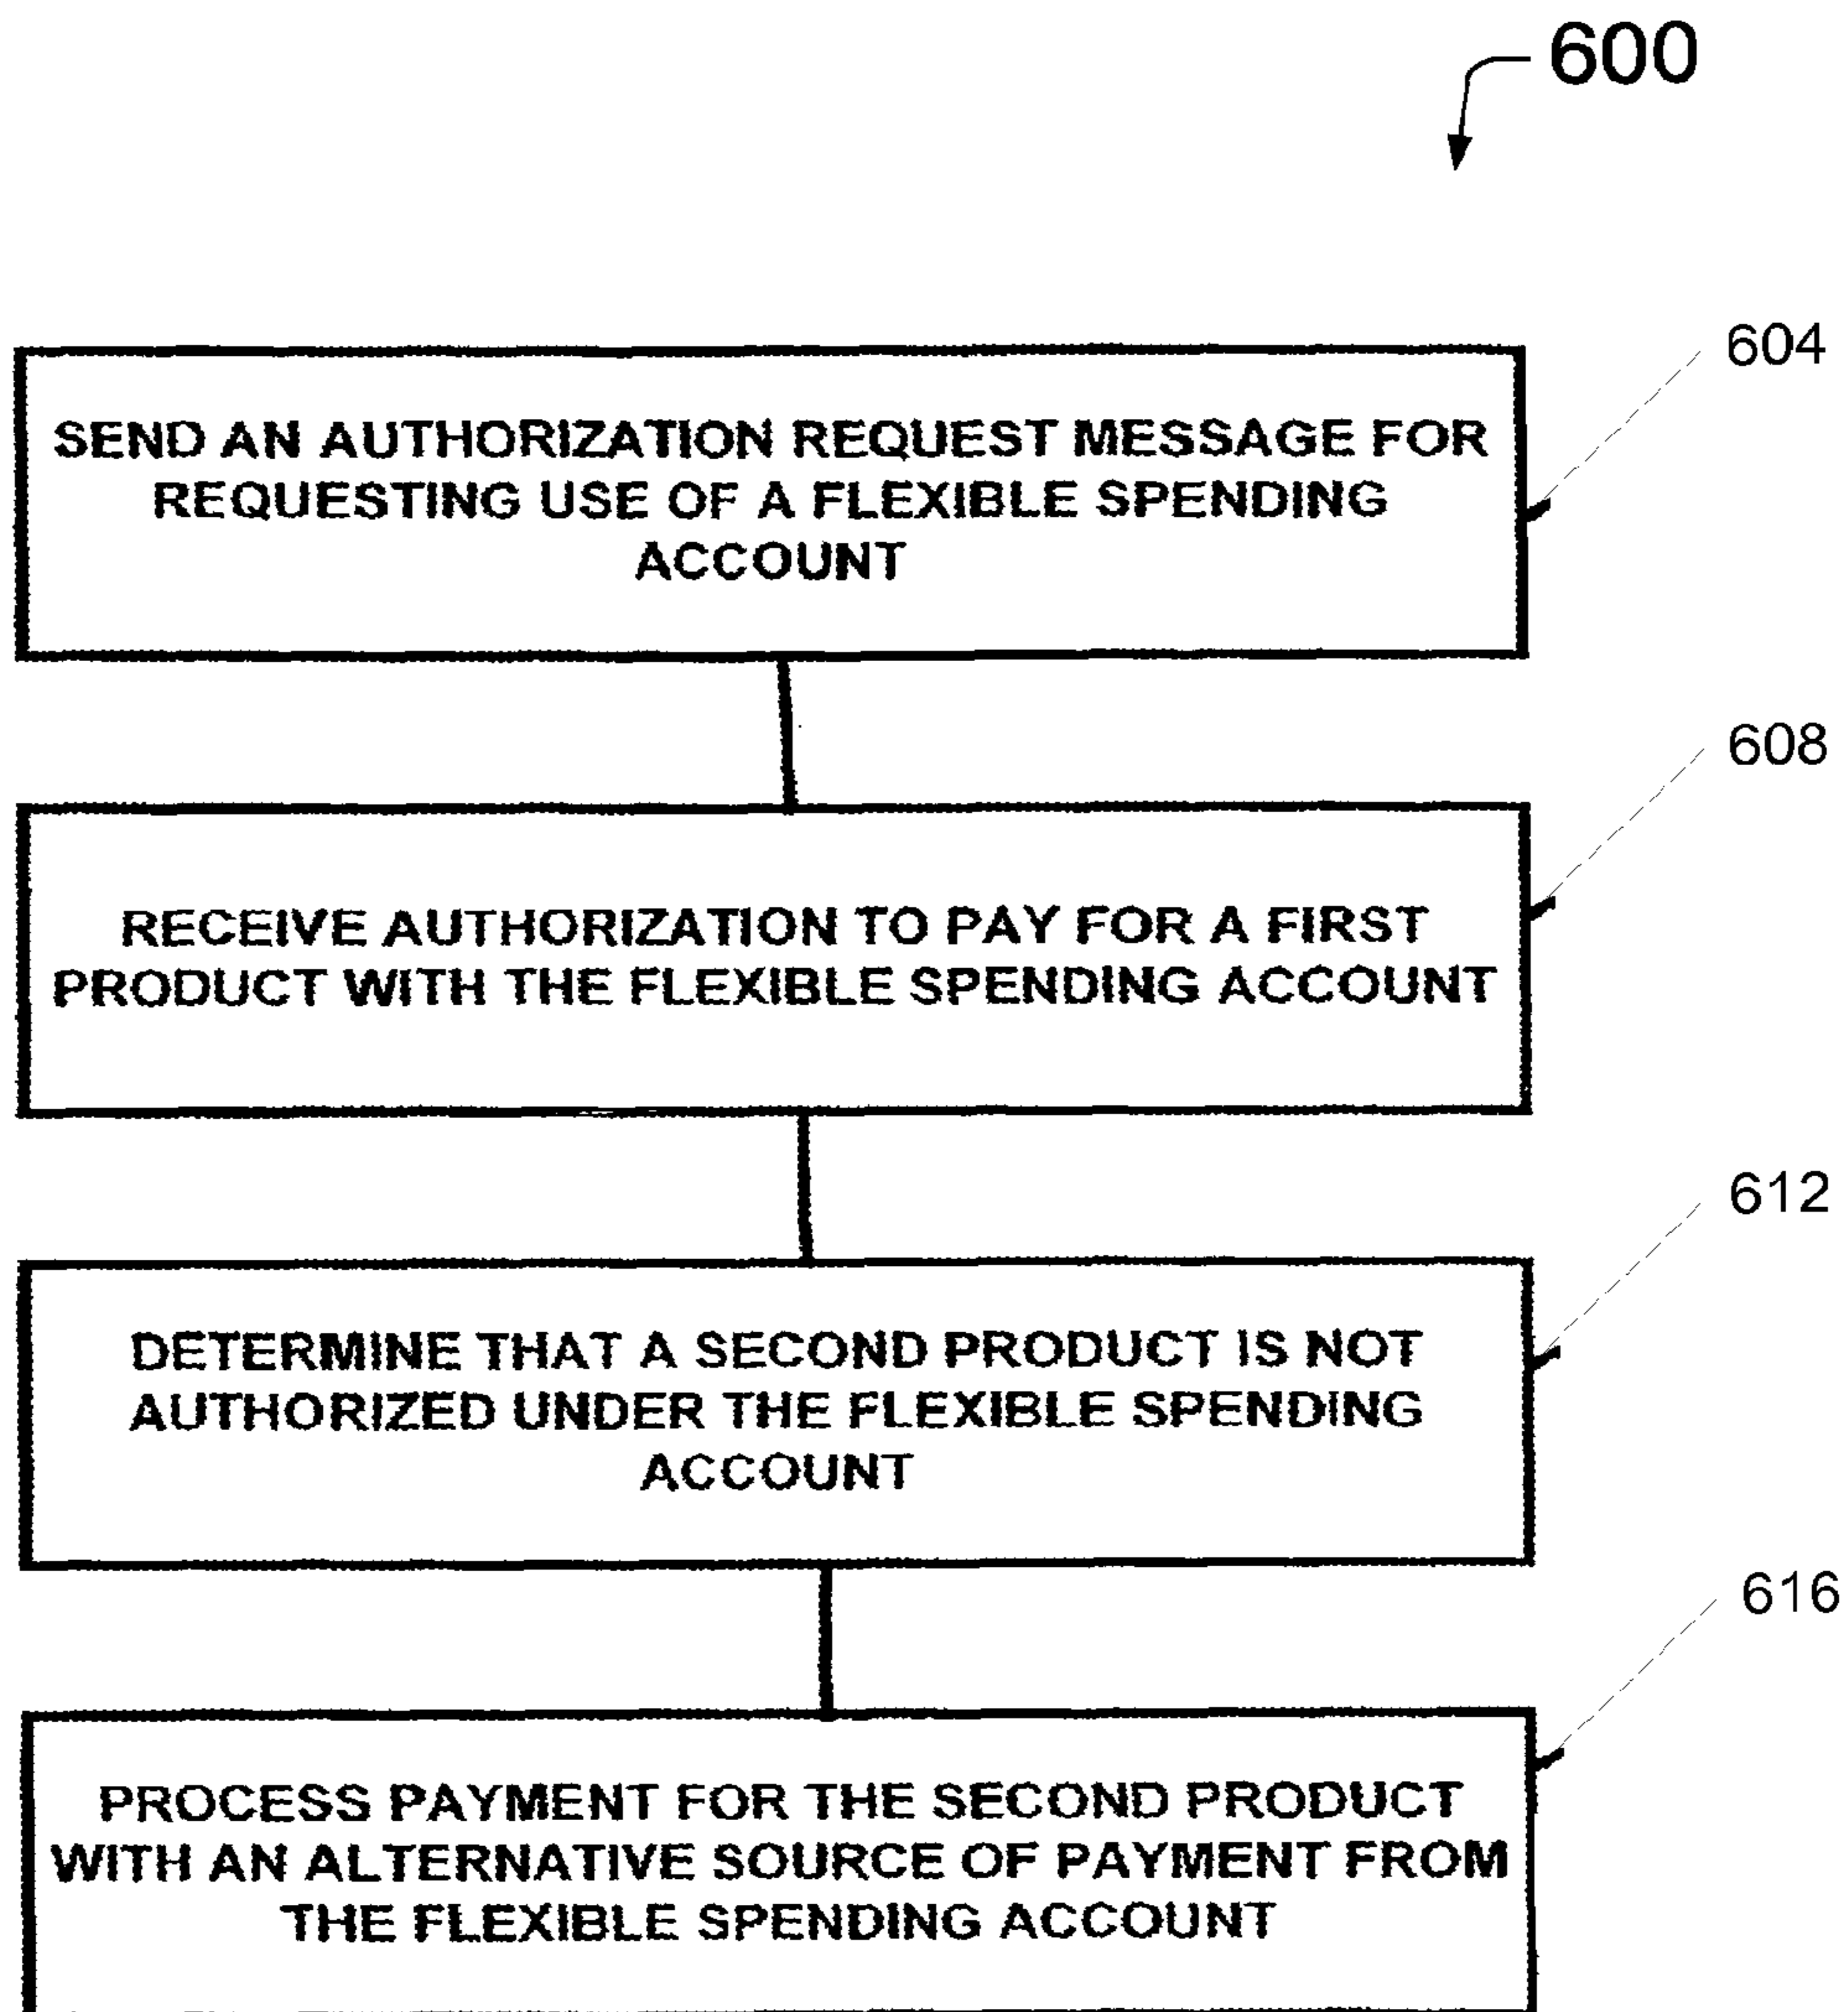 600
604
SEND AN AUTHORIZATION REQUEST MESSAGE FOR
REQUESTING USE OF A FLEXIBLE SPENDING
ACCOUNT
608
RECEIVE AUTHORIZATION TO PAY FOR A FIRST
PRODUCT WITH THE FLEXIBLE SPENDING ACCOUNT
612
DETERMINE THAT A SECOND PRODUCT IS NOT
AUTHORIZED UNDER THE FLEXIBLE SPENDING
ACCOUNT
616
PROCESS PAYMENT FOR THE SECOND PRODUCT
WITH AN ALTERNATIVE SOURCE OF PAYMENT FROM
THE FLEXIBLE SPENDING ACCOUNT